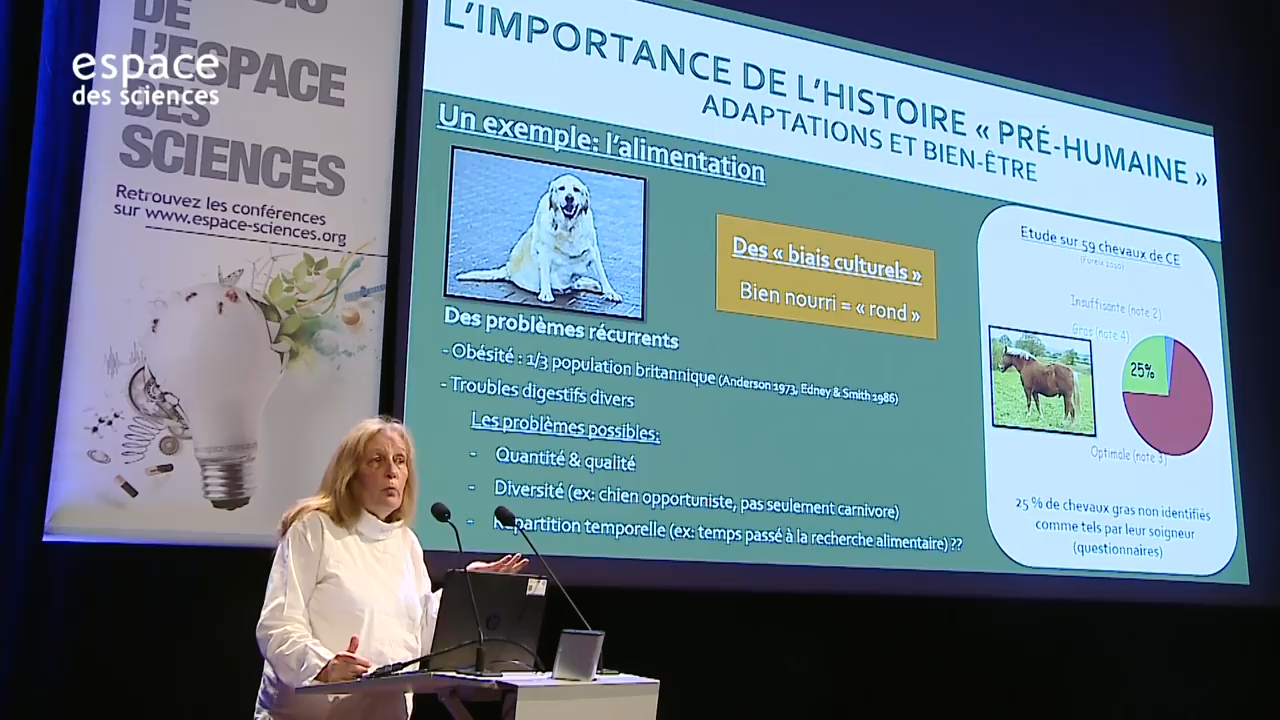 DE
L'ESPACE
DES
SCIENCES
espace
des sciences
Retrouvez les conférences
sur www.espace-sciences.org
L'IMPORTANCE DE L'HISTOIRE « PRÉ-HUMAINE »
ADAPTATIONS ET BIEN-ÊTRE
Un exemple: l'alimentation
Des « biais culturels »
Bien nourri = « rond »
Des problèmes récurrents
- Obésité : 1/3 population britannique (Anderson 1973, Edney & Smith 1986)
- Troubles digestifs divers
Les problèmes possibles:
- Quantité & qualité
- Diversité (ex: chien opportuniste, pas seulement carnivore)
- Répartition temporelle (ex: temps passé à la recherche alimentaire) ??
Etude sur 59 chevaux de CE
(Fureix 2010)
Insuffisante (note 2)
Gras (note 4)
25%
Optimale (note 3)
25 % de chevaux gras non identifiés
comme tels par leur soigneur
(questionnaires)